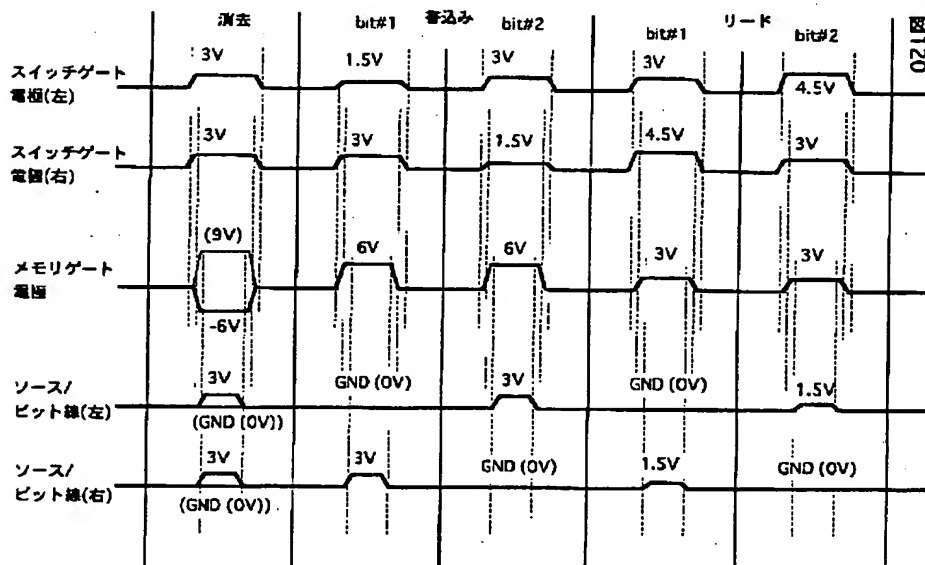 消去
bit#1
書込み
bit#2
リード
bit#1
bit#2
図120
スイッチゲート
電極(左)
3V
1.5V
3V
3V
4.5V
スイッチゲート
電極(右)
3V
3V
1.5V
4.5V
3V
メモリゲート
電極
(9V)
-6V
6V
6V
3V
3V
ソース/
ビット線(左)
3V
(GND (0V))
GND (0V)
3V
GND (0V)
1.5V
ソース/
ビット線(右)
3V
(GND (0V))
3V
GND (0V)
1.5V
GND (0V)